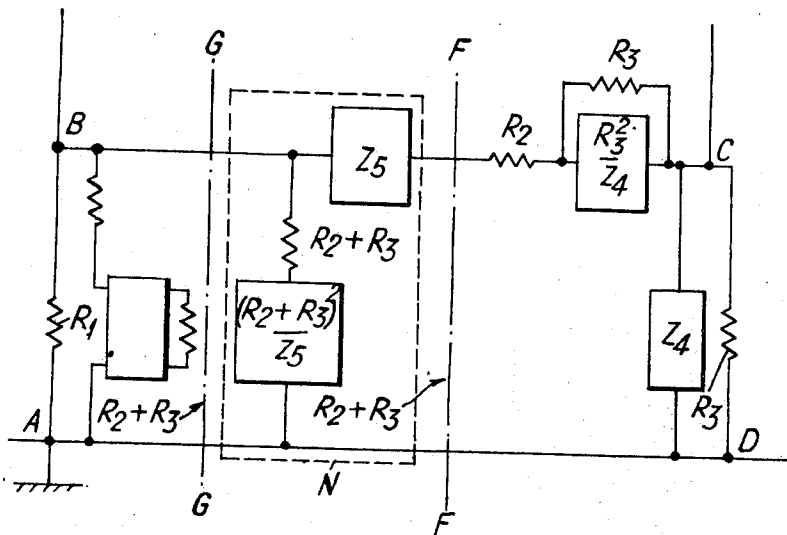 G
F
R3
B
R2
R3²
Z4
C
Z5
R2+R3
R1
(R2+R3)²
Z5
Z4
R3
R2+R3
R2+R3
A
D
N
G
F